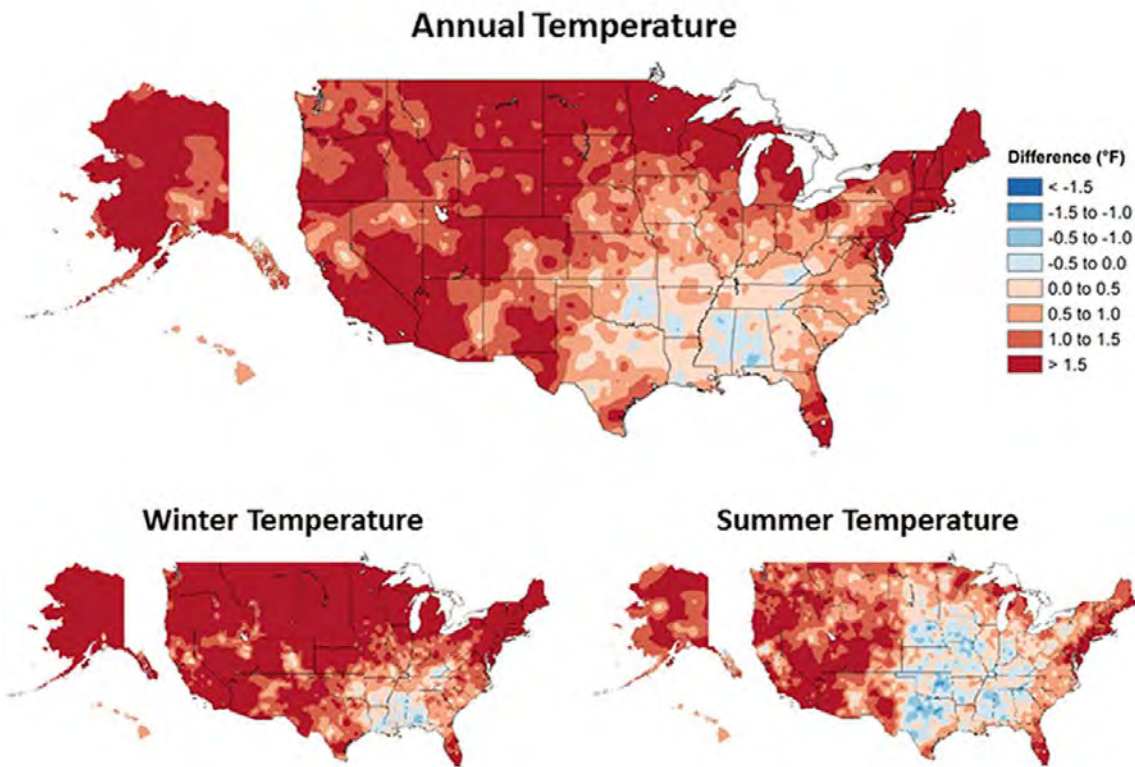 Annual Temperature
Difference (°F)
< -1.5
-1.5 to -1.0
-0.5 to -1.0
-0.5 to 0.0
0.0 to 0.5
0.5 to 1.0
1.0 to 1.5
> 1.5
Winter Temperature
Summer Temperature